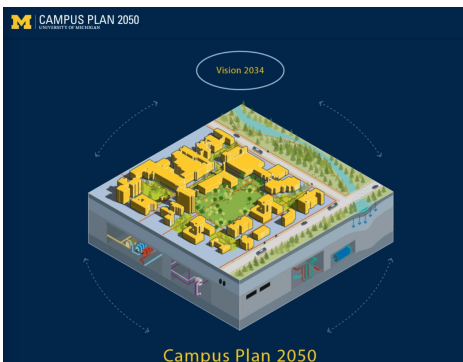 M CAMPUS PLAN 2050
UNIVERSITY OF MICHIGAN
Vision 2034
Campus Plan 2050